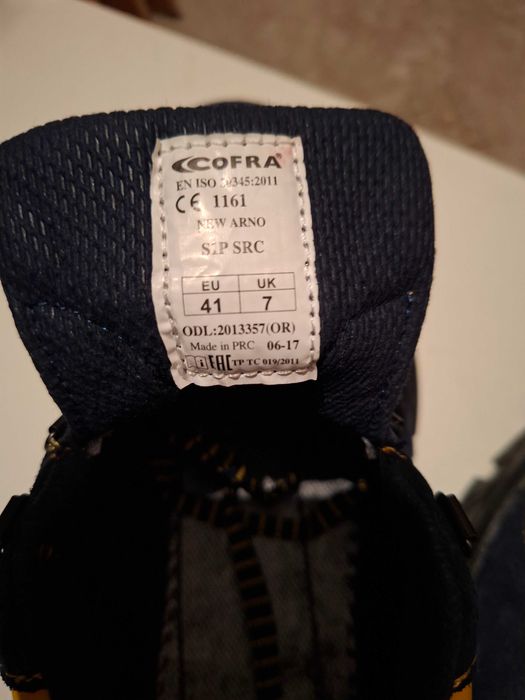 COFRA®
EN ISO 20345:2011
CE 1161
NEW ARNO
S1P SRC
EU UK
41 7
ODL:2013357(OR)
Made in PRC 06-17
EAC TP TC 019/2011